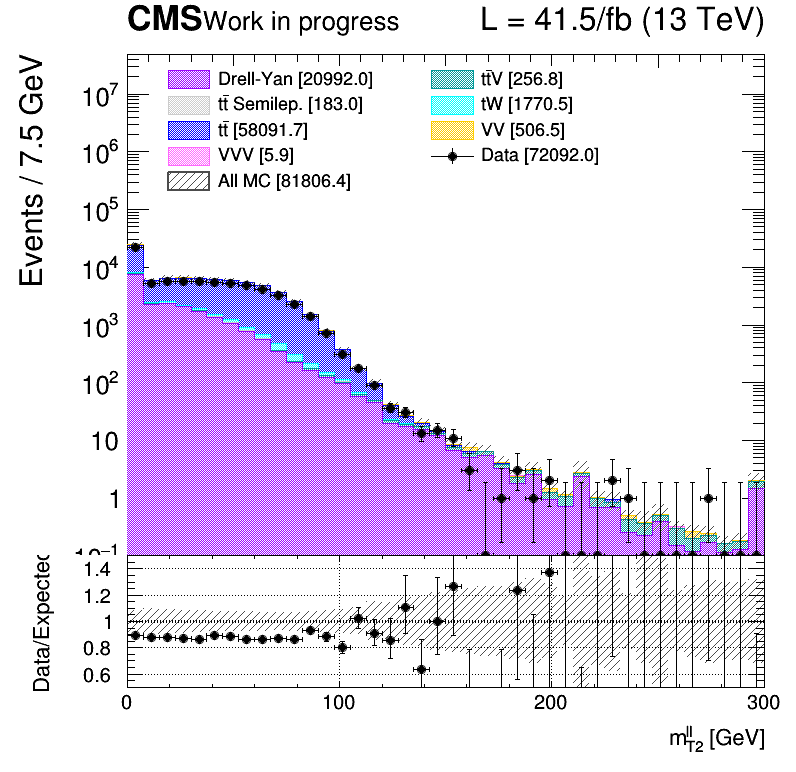 CMS Work in progress L = 41.5/fb (13 TeV)
Events / 7.5 GeV
Drell-Yan [20992.0]
tt̄ Semilep. [183.0]
tt̄ [58091.7]
VVV [5.9]
All MC [81806.4]
tt̄V [256.8]
tW [1770.5]
VV [506.5]
Data [72092.0]
10⁷
10⁶
10⁵
10⁴
10³
10²
10
1
10⁻¹
Data/Expected
1.4
1.2
1
0.8
0.6
0 100 200 300
m_T2^ll [GeV]